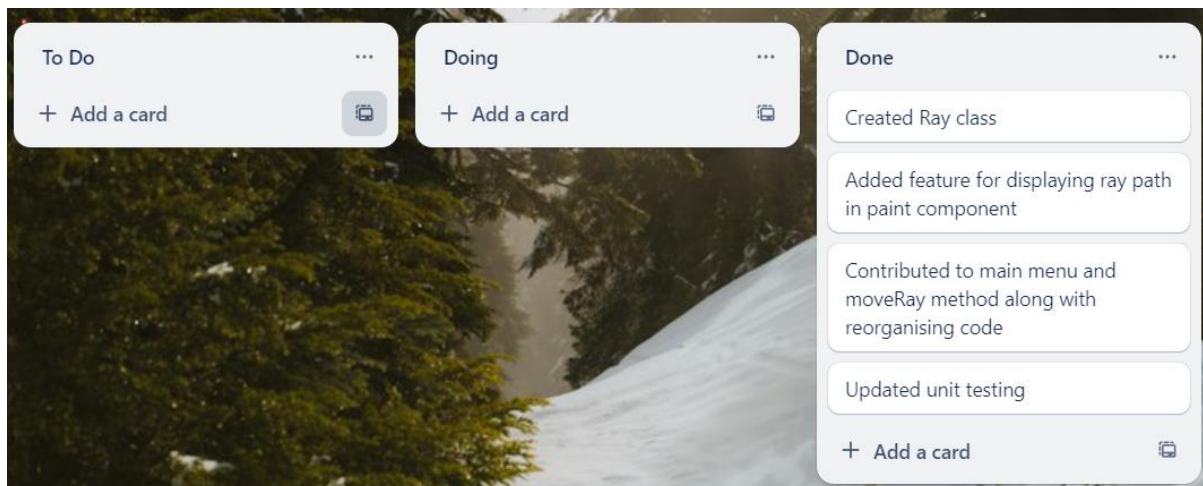 To Do
+ Add a card
Doing
+ Add a card
Done
Created Ray class
Added feature for displaying ray path
in paint component
Contributed to main menu and
moveRay method along with
reorganising code
Updated unit testing
+ Add a card